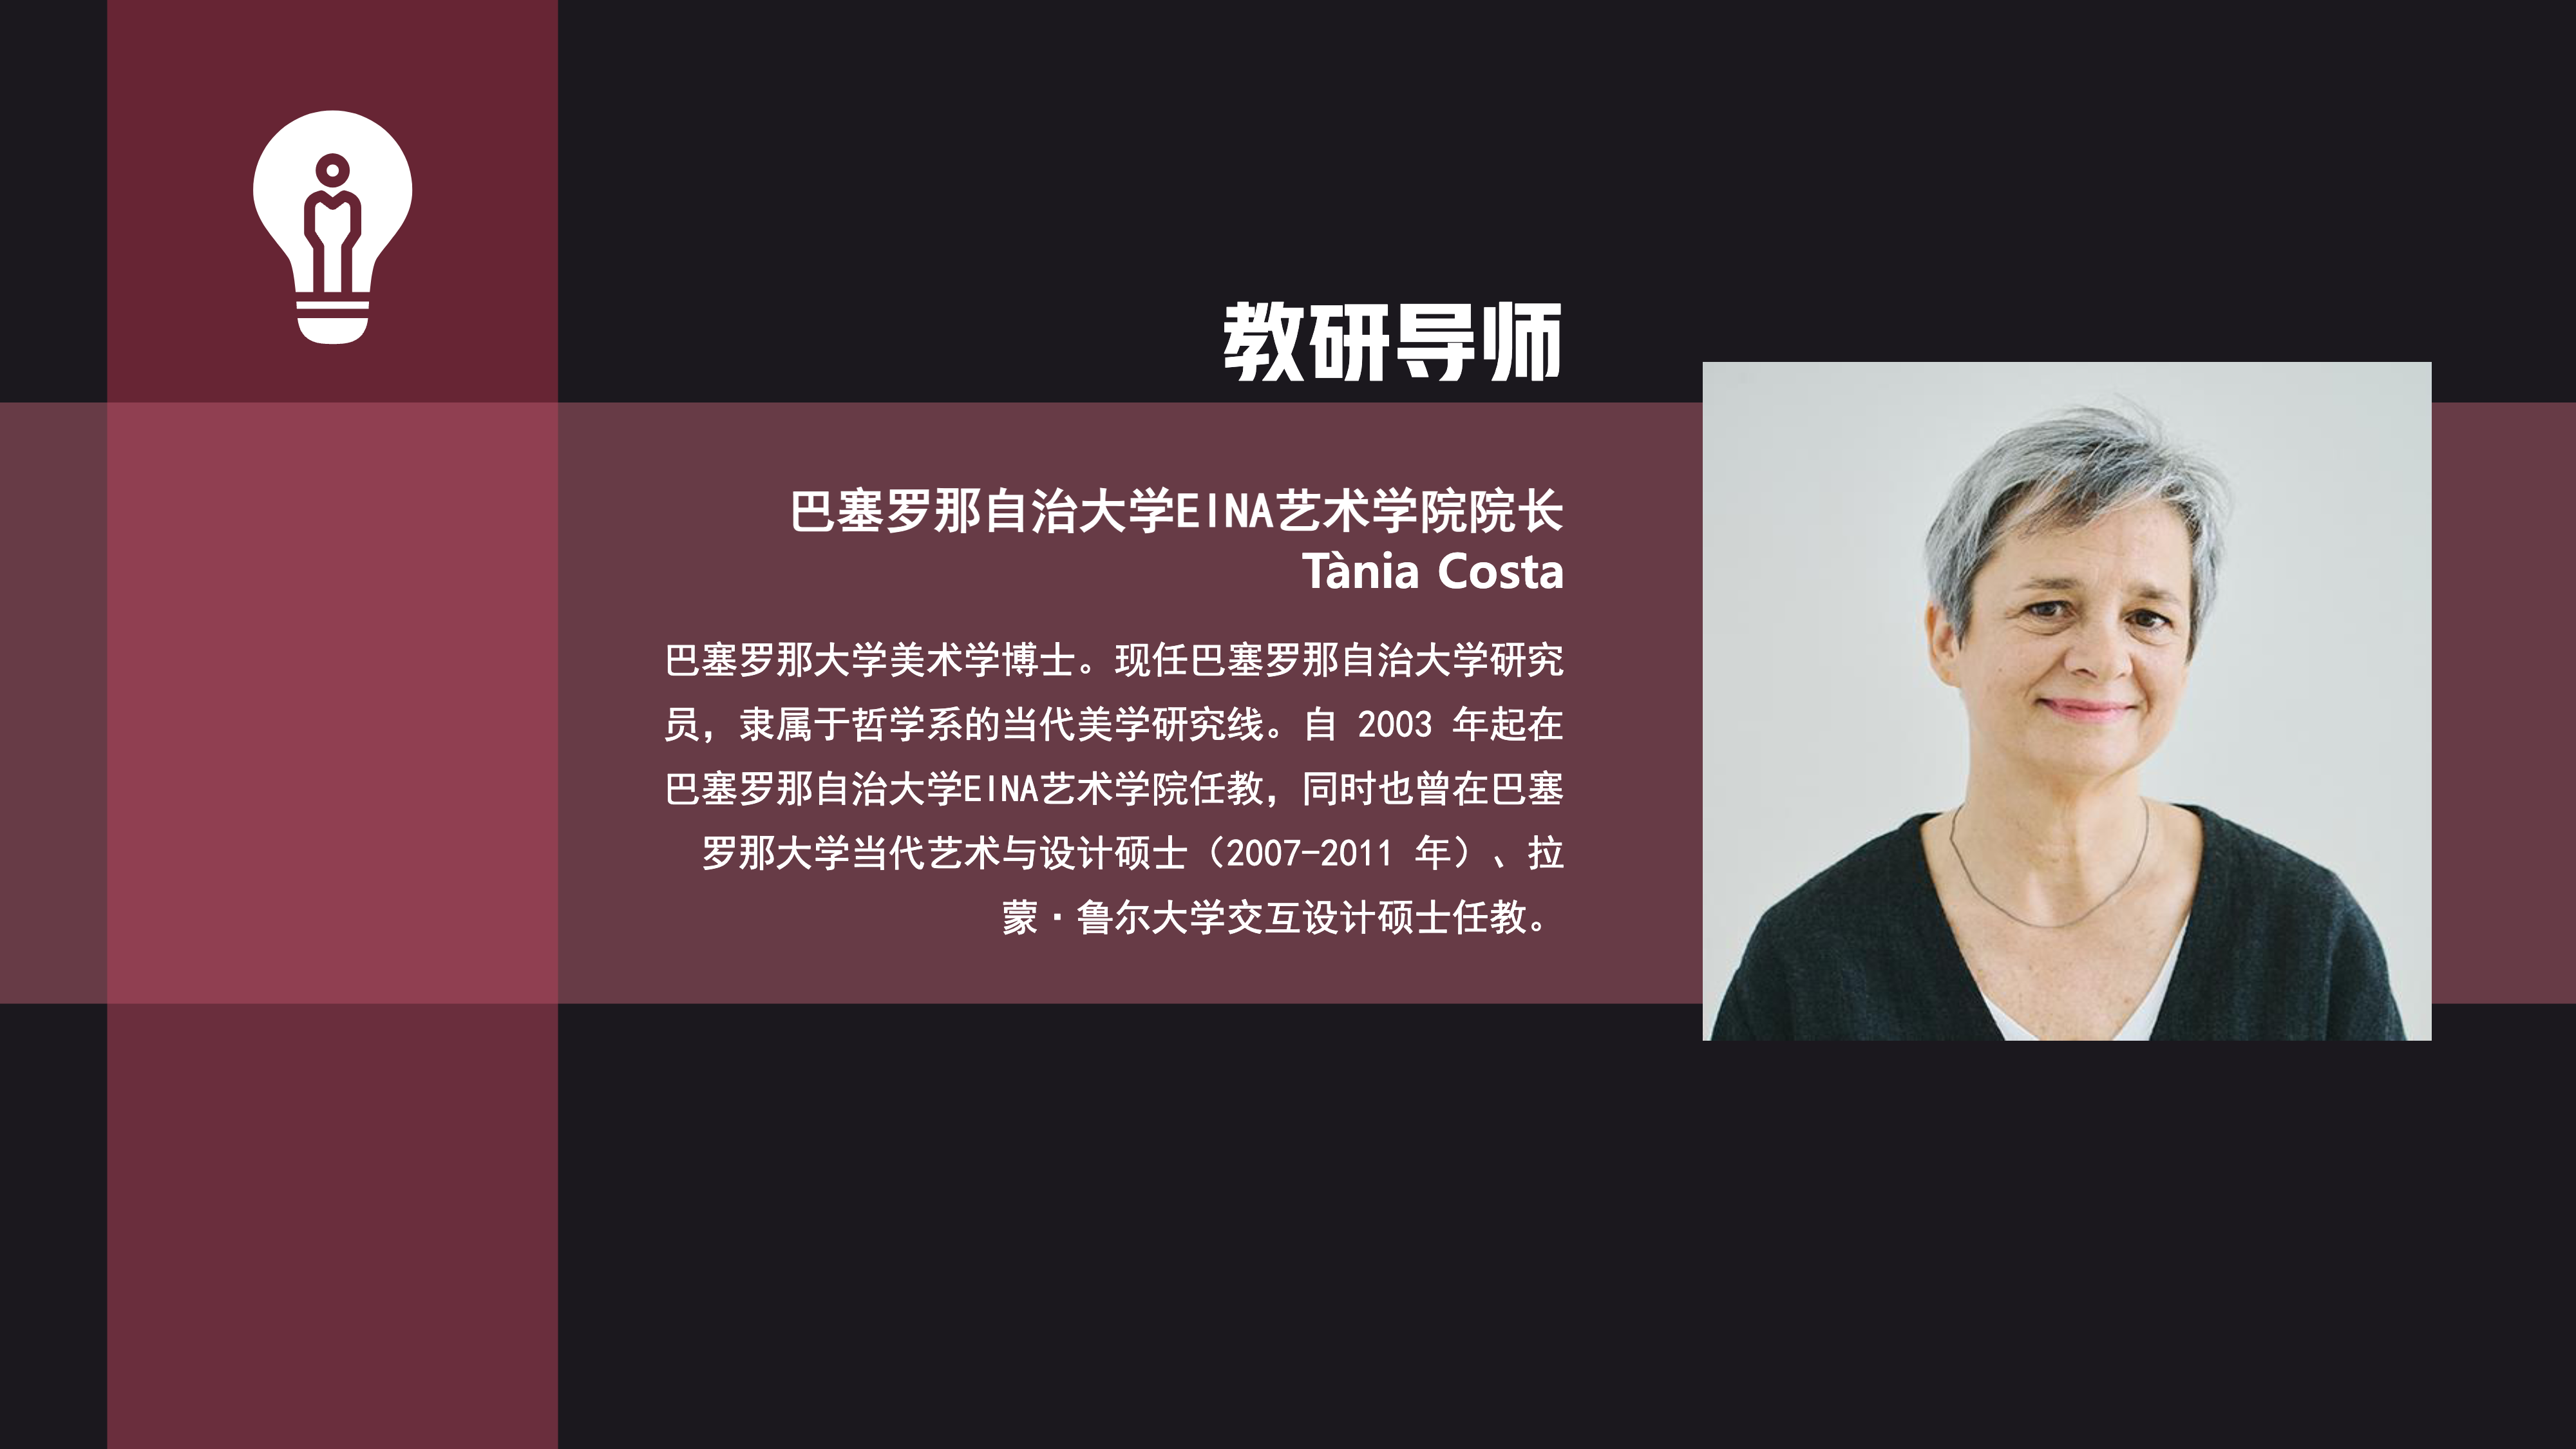 教研导师
巴塞罗那自治大学EINA艺术学院院长
Tània Costa
巴塞罗那大学美术学博士。现任巴塞罗那自治大学研究
员，隶属于哲学系的当代美学研究线。自 2003 年起在
巴塞罗那自治大学EINA艺术学院任教，同时也曾在巴塞
罗那大学当代艺术与设计硕士（2007-2011 年）、拉
蒙·鲁尔大学交互设计硕士任教。